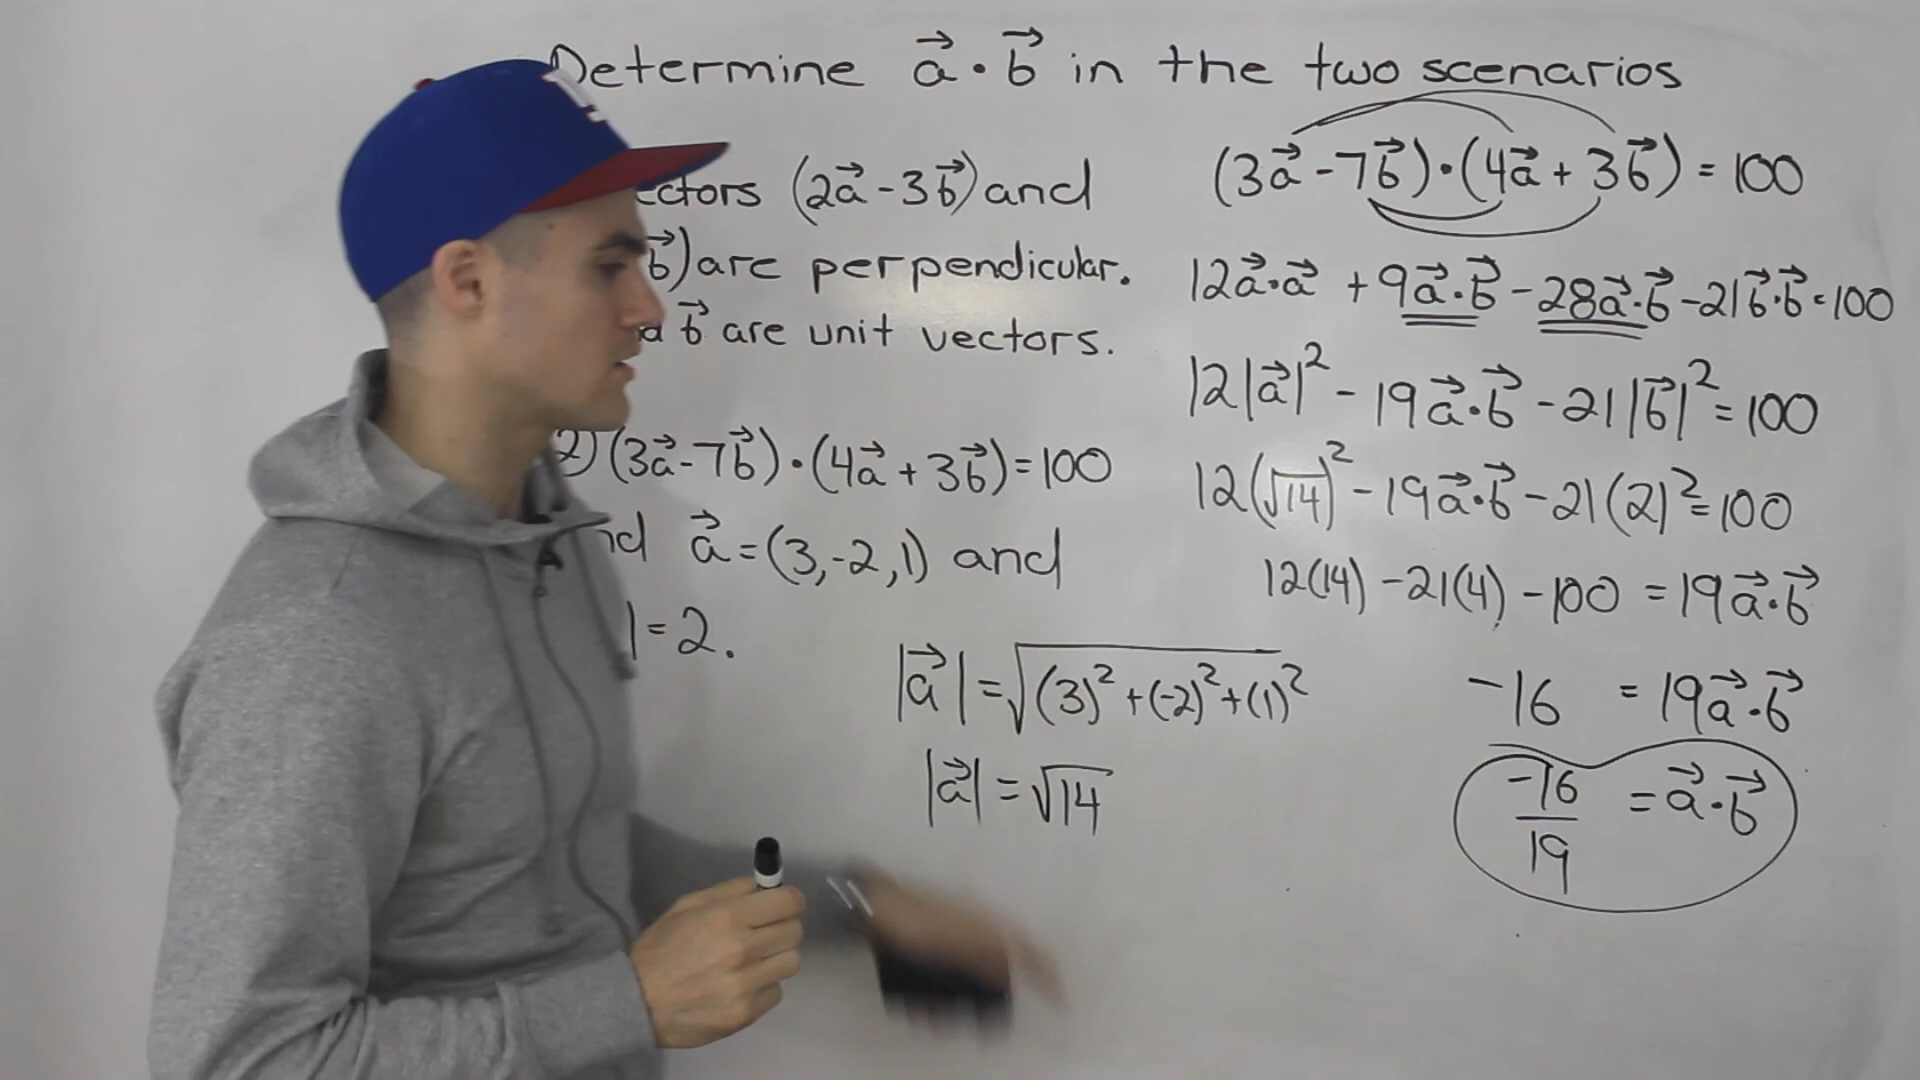 Determine a⃗·b⃗ in the two scenarios
(2a⃗-3b⃗) and
b⃗) are perpendicular.
b⃗ are unit vectors.
2) (3a⃗-7b⃗)·(4a⃗+3b⃗)=100
a⃗=(3,-2,1) and
|=2.
|a⃗|=√(3)²+(-2)²+(1)²
|a⃗|=√14
(3a⃗-7b⃗)·(4a⃗+3b⃗)=100
12a⃗·a⃗+9a⃗·b⃗-28a⃗·b⃗-21b⃗·b⃗=100
12|a⃗|²-19a⃗·b⃗-21|b⃗|²=100
12(√14)²-19a⃗·b⃗-21(2)²=100
12(14)-21(4)-100=19a⃗·b⃗
-16=19a⃗·b⃗
-16/19=a⃗·b⃗